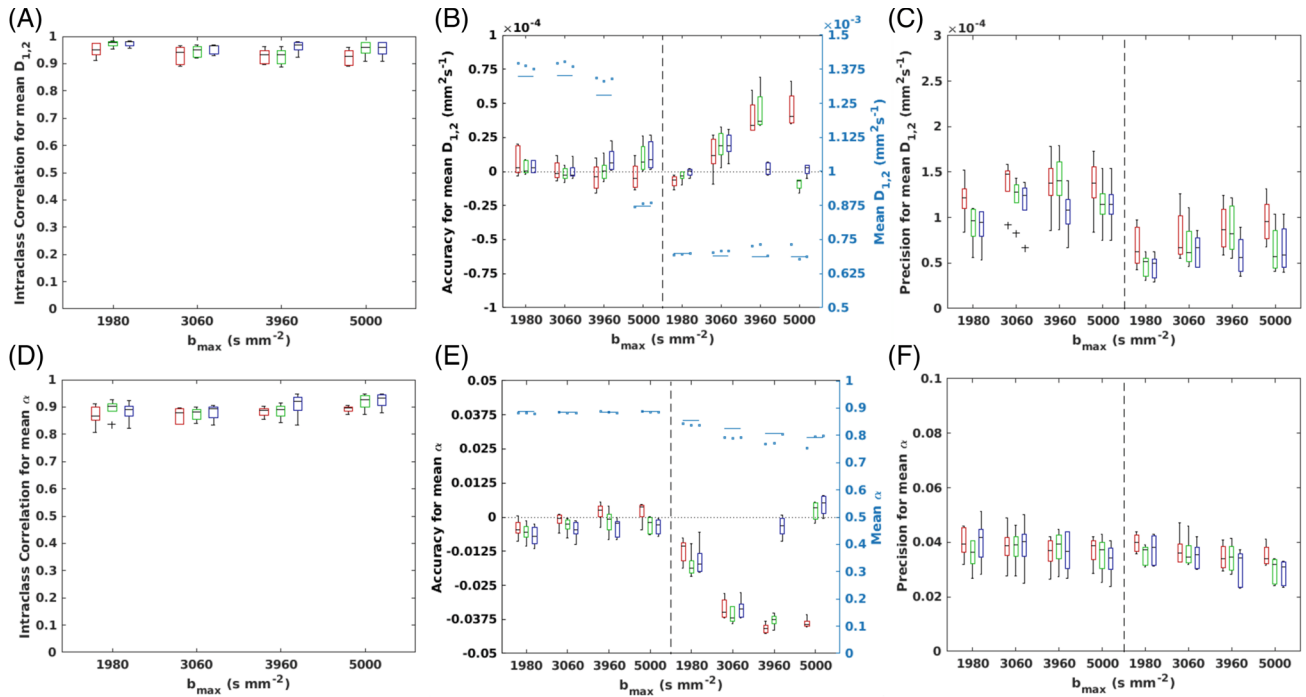 (A)
Intraclass Correlation for mean D1,2
1
0.9
0.8
0.7
0.6
0.5
0.4
0.3
0.2
0.1
0
1980 3060 3960 5000
bmax (s mm-2)
(B)
×10-4
×10-3
Accuracy for mean D1,2 (mm2s-1)
1
0.75
0.5
0.25
0
-0.25
-0.5
-0.75
-1
1980 3060 3960 5000 1980 3060 3960 5000
bmax (s mm-2)
1.5
1.375
1.25
1.125
1
0.875
0.75
0.625
0.5
Mean D1,2 (mm2s-1)
(C)
×10-4
Precision for mean D1,2 (mm2s-1)
3
2
1
0
1980 3060 3960 5000 1980 3060 3960 5000
bmax (s mm-2)
(D)
Intraclass Correlation for mean α
1
0.9
0.8
0.7
0.6
0.5
0.4
0.3
0.2
0.1
0
1980 3060 3960 5000
bmax (s mm-2)
(E)
Accuracy for mean α
0.05
0.0375
0.025
0.0125
0
-0.0125
-0.025
-0.0375
-0.05
1980 3060 3960 5000 1980 3060 3960 5000
bmax (s mm-2)
1
0.9
0.8
0.7
0.6
0.5
0.4
0.3
0.2
0.1
0
Mean α
(F)
Precision for mean α
0.1
0.08
0.06
0.04
0.02
0
1980 3060 3960 5000 1980 3060 3960 5000
bmax (s mm-2)